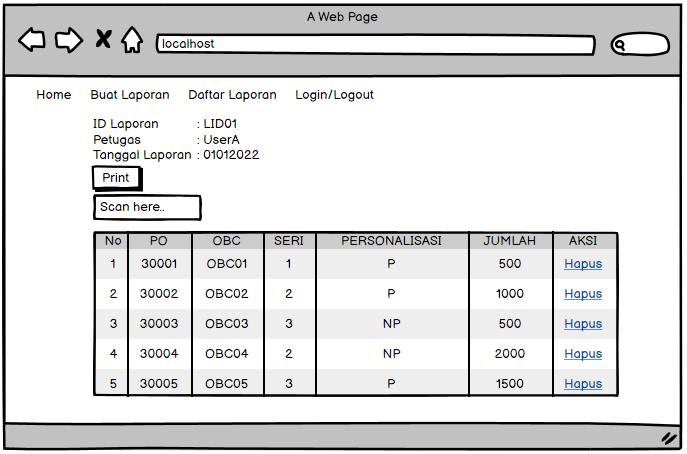 A Web Page
localhost
Home Buat Laporan Daftar Laporan Login/Logout
ID Laporan : LID01
Petugas : UserA
Tanggal Laporan : 01012022
Print
Scan here..
No PO OBC SERI PERSONALISASI JUMLAH AKSI
1 30001 OBC01 1 P 500 Hapus
2 30002 OBC02 2 P 1000 Hapus
3 30003 OBC03 3 NP 500 Hapus
4 30004 OBC04 2 NP 2000 Hapus
5 30005 OBC05 3 P 1500 Hapus